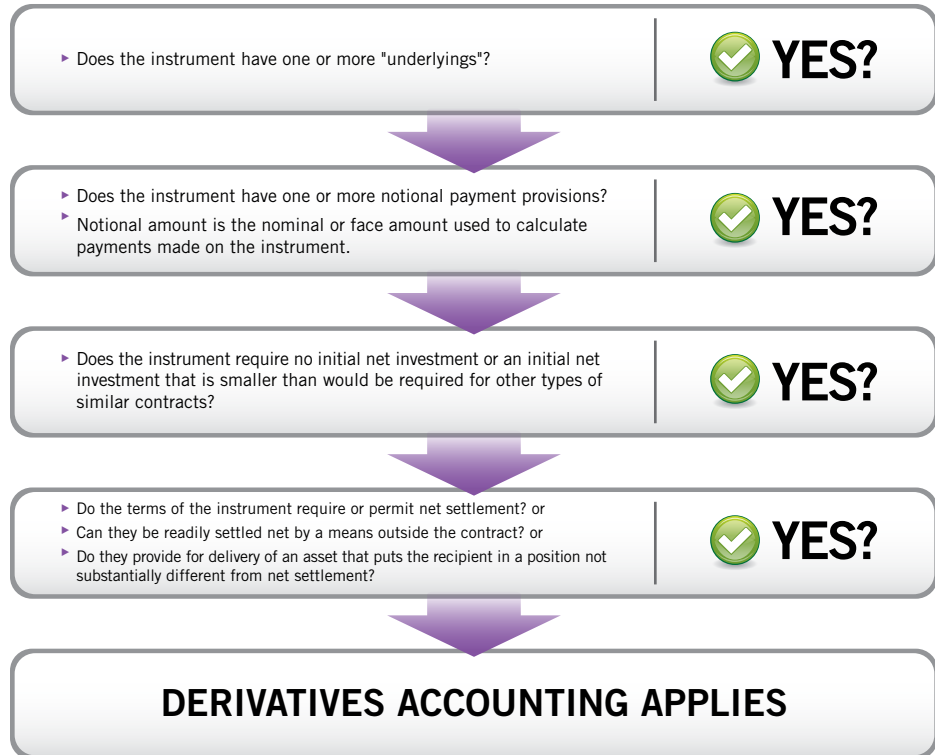 Does the instrument have one or more "underlyings"?
YES?
Does the instrument have one or more notional payment provisions?
Notional amount is the nominal or face amount used to calculate
payments made on the instrument.
YES?
Does the instrument require no initial net investment or an initial net
investment that is smaller than would be required for other types of
similar contracts?
YES?
Do the terms of the instrument require or permit net settlement? or
Can they be readily settled net by a means outside the contract? or
Do they provide for delivery of an asset that puts the recipient in a position not
substantially different from net settlement?
YES?
DERIVATIVES ACCOUNTING APPLIES